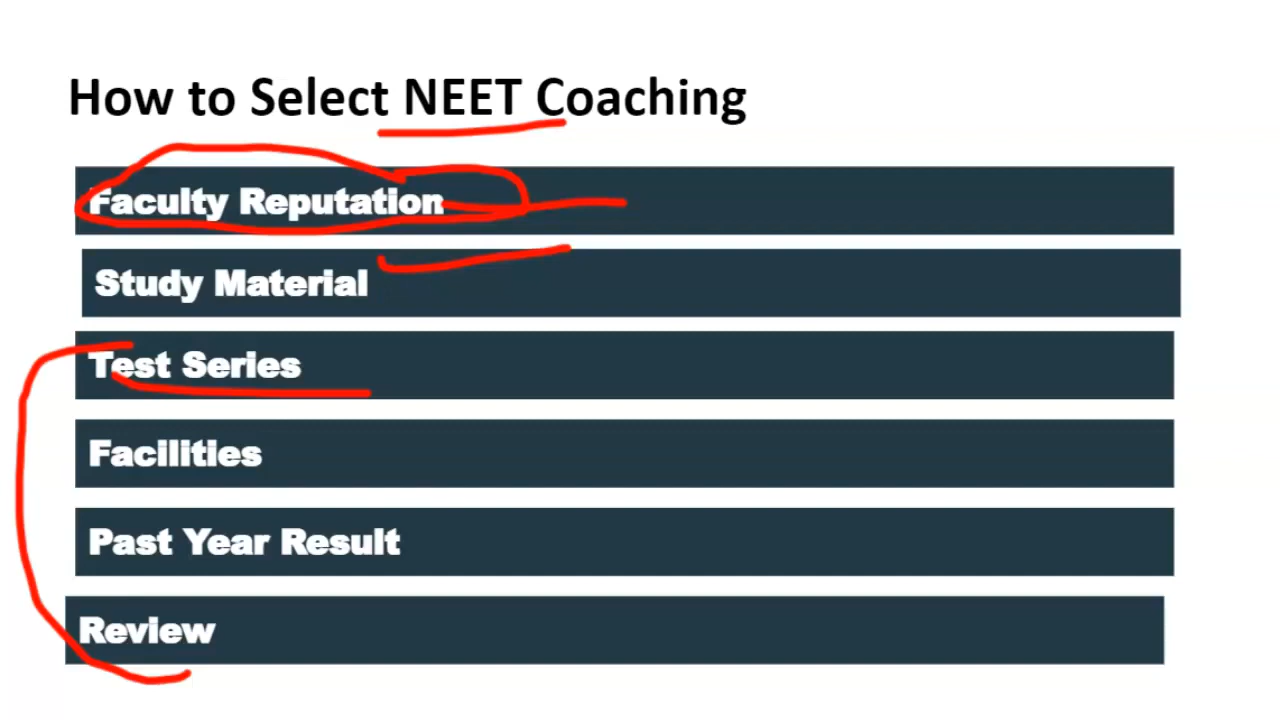 How to Select NEET Coaching
Faculty Reputation
Study Material
Test Series
Facilities
Past Year Result
Review